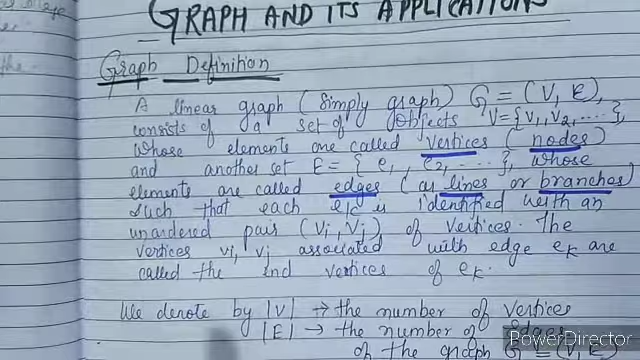 GRAPH AND ITS APPLICATIONS
Graph Definition
A linear graph (Simply graph) G = (V, E),
consists of a set of objects V={v1, v2, ....},
whose elements are called vertices (nodes)
and another set E = { e1, e2, ....}, whose
elements are called edges (as lines or branches)
such that each ek is identified with an
unordered pair (vi, vj) of vertices. The
vertices vi, vj associated with edge ek are
called the end vertices of ek.
We denote by |V| → the number of vertices
|E| → the number of edges
of the graph G = (V, E)
PowerDirector